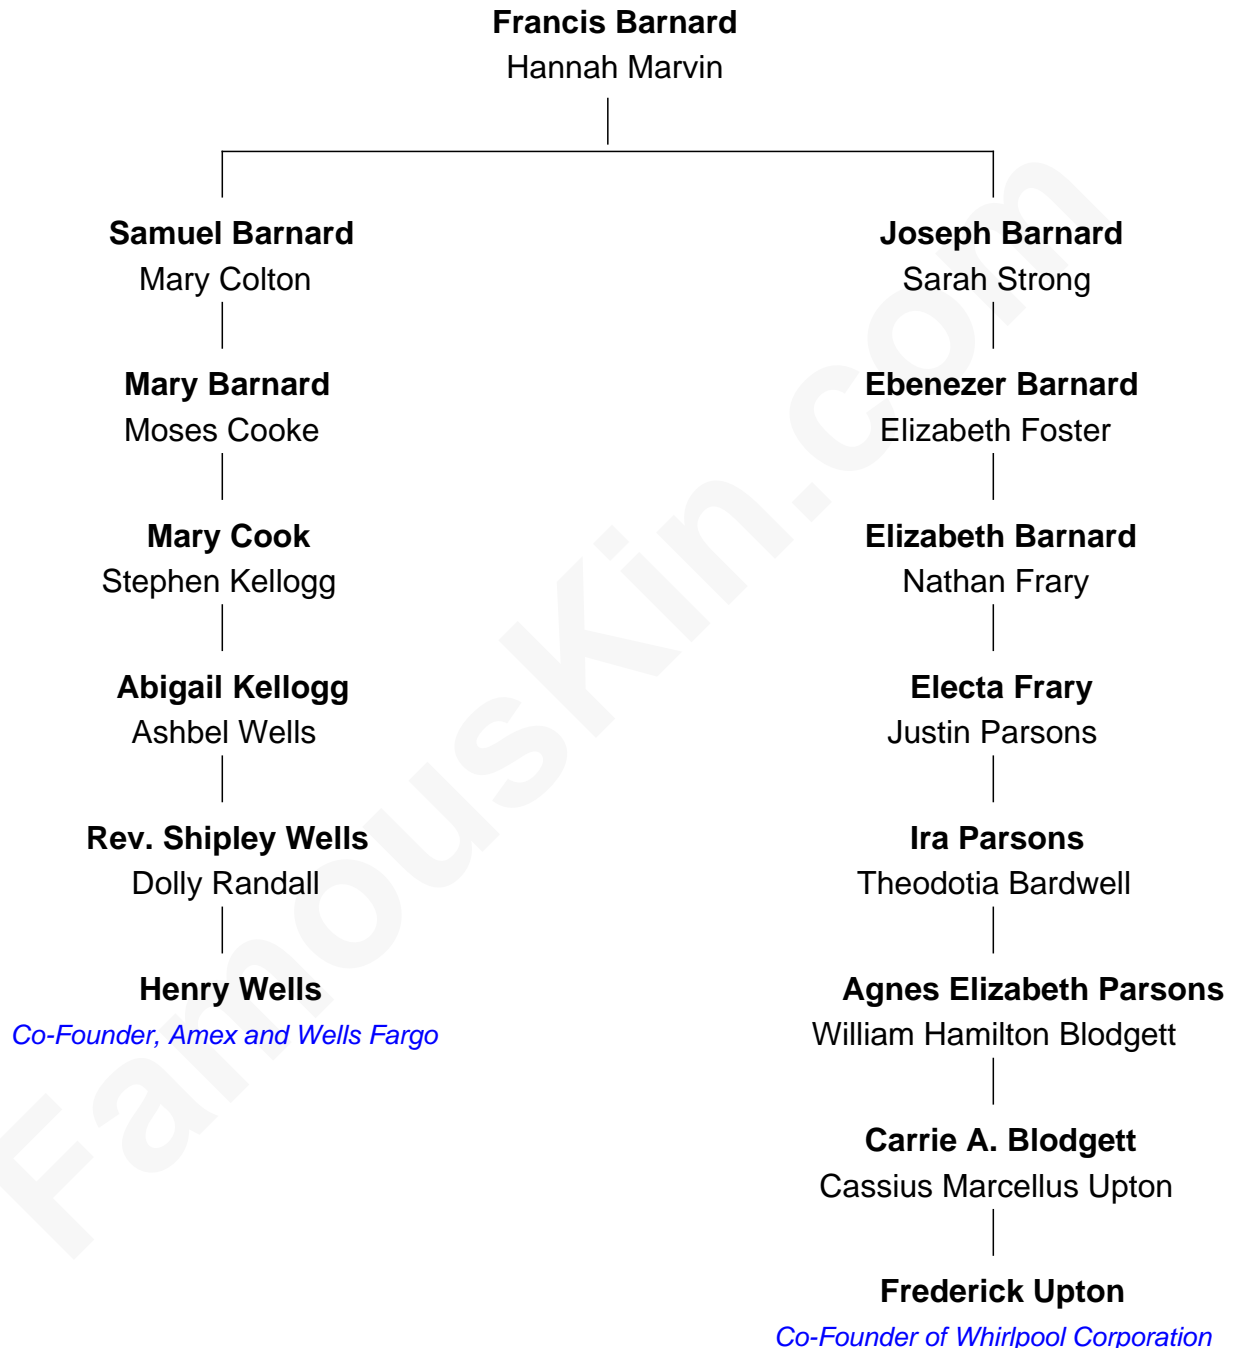 Francis Barnard
Hannah Marvin
Samuel Barnard
Mary Colton
Joseph Barnard
Sarah Strong
Mary Barnard
Moses Cooke
Ebenezer Barnard
Elizabeth Foster
Mary Cook
Stephen Kellogg
Elizabeth Barnard
Nathan Frary
Abigail Kellogg
Ashbel Wells
Electa Frary
Justin Parsons
Rev. Shipley Wells
Dolly Randall
Ira Parsons
Theodotia Bardwell
Henry Wells
Co-Founder, Amex and Wells Fargo
Agnes Elizabeth Parsons
William Hamilton Blodgett
Carrie A. Blodgett
Cassius Marcellus Upton
Frederick Upton
Co-Founder of Whirlpool Corporation
FamousKin.com